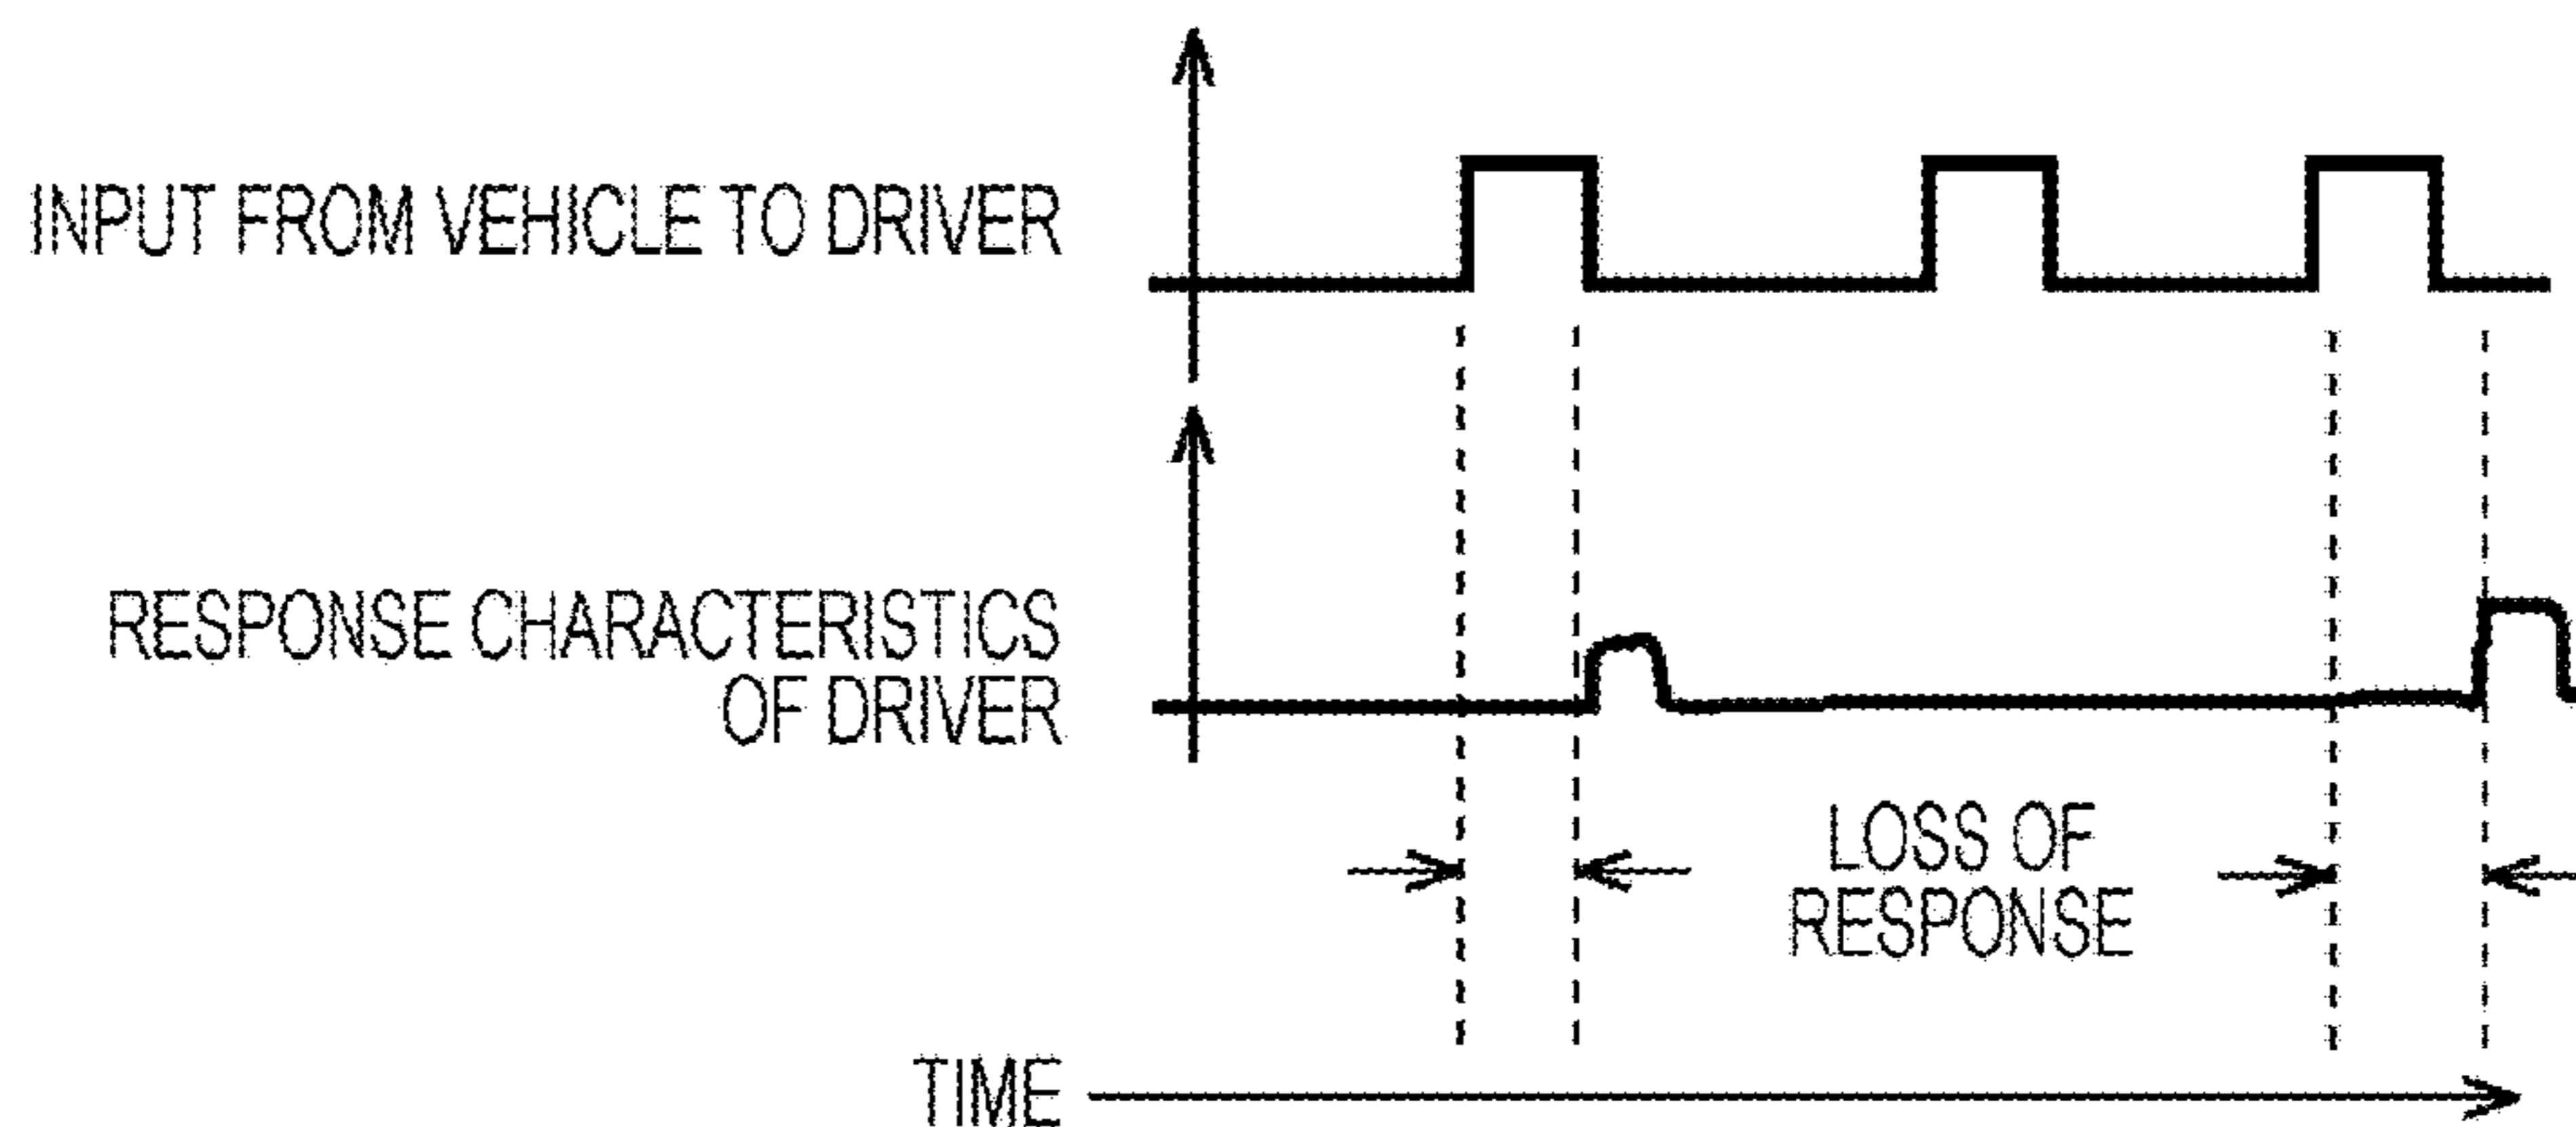 INPUT FROM VEHICLE TO DRIVER
RESPONSE CHARACTERISTICS
OF DRIVER
LOSS OF
RESPONSE
TIME